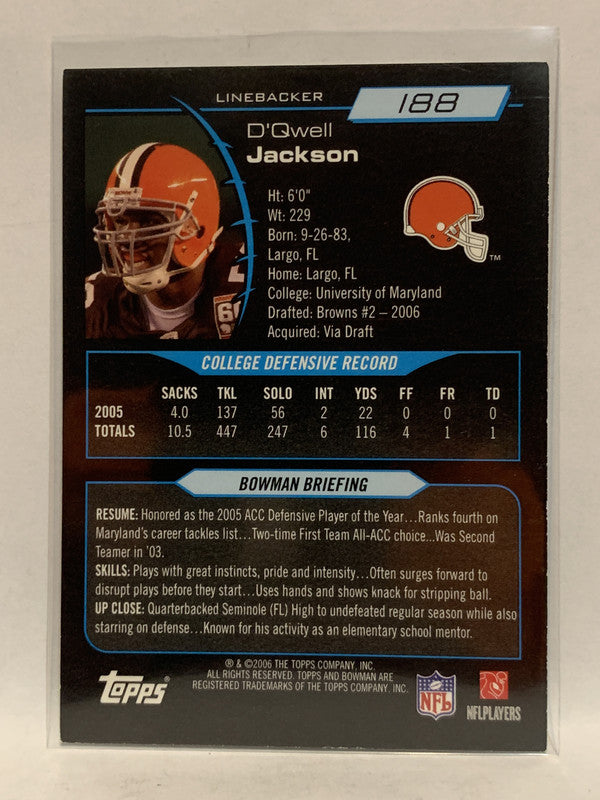 LINEBACKER
188
D'Qwell
Jackson
Ht: 6'0"
Wt: 229
Born: 9-26-83,
Largo, FL
Home: Largo, FL
College: University of Maryland
Drafted: Browns #2 – 2006
Acquired: Via Draft
TM
COLLEGE DEFENSIVE RECORD
SACKS TKL SOLO INT YDS FF FR TD
2005 4.0 137 56 2 22 0 0 0
TOTALS 10.5 447 247 6 116 4 1 1
BOWMAN BRIEFING
RESUME: Honored as the 2005 ACC Defensive Player of the Year...Ranks fourth on
Maryland's career tackles list...Two-time First Team All-ACC choice...Was Second
Teamer in '03.
SKILLS: Plays with great instincts, pride and intensity...Often surges forward to
disrupt plays before they start...Uses hands and shows knack for stripping ball.
UP CLOSE: Quarterbacked Seminole (FL) High to undefeated regular season while also
starring on defense...Known for his activity as an elementary school mentor.
topps
® & ©2006 THE TOPPS COMPANY, INC.
ALL RIGHTS RESERVED. TOPPS AND BOWMAN ARE
REGISTERED TRADEMARKS OF THE TOPPS COMPANY, INC.
NFL
NFLPLAYERS